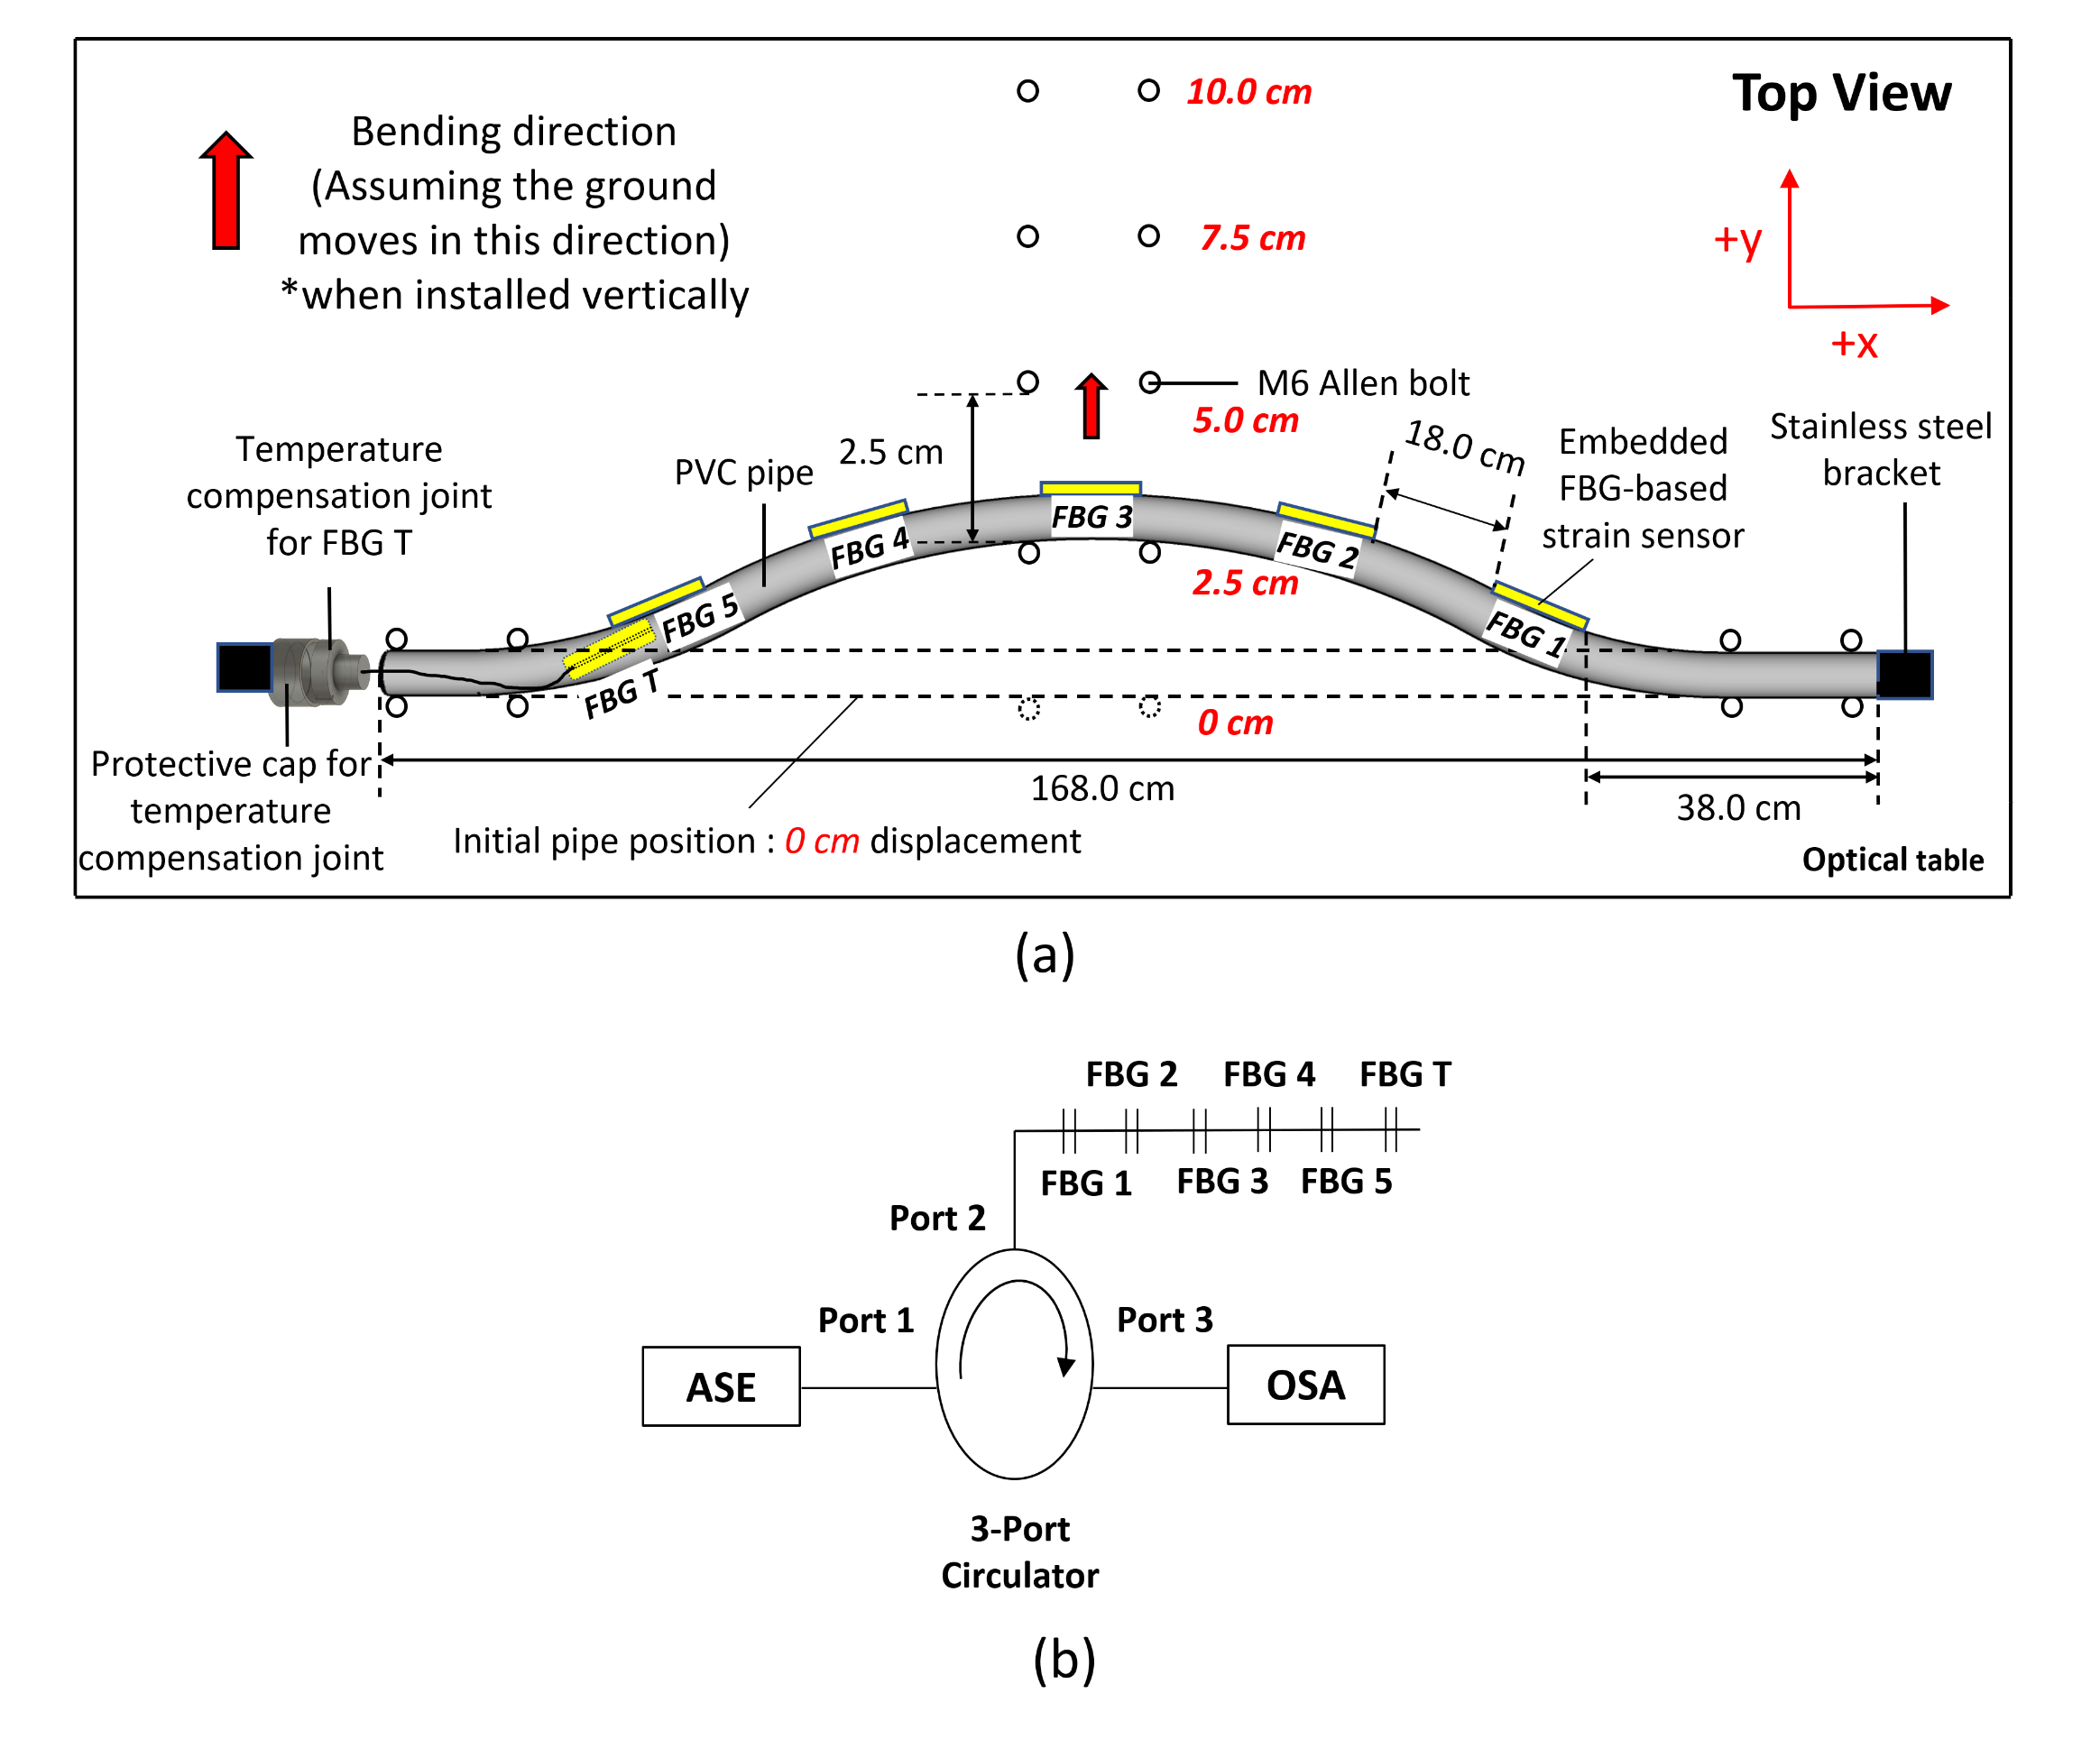 10.0 cm
Top View
Bending direction
(Assuming the ground
moves in this direction)
*when installed vertically
7.5 cm
+y
+x
M6 Allen bolt
5.0 cm
2.5 cm
18.0 cm
Embedded
FBG-based
strain sensor
Stainless steel
bracket
Temperature
compensation joint
for FBG T
PVC pipe
FBG 3
FBG 4
FBG 2
FBG 5
FBG 1
FBG T
2.5 cm
0 cm
Protective cap for
temperature
compensation joint
168.0 cm
38.0 cm
Initial pipe position : 0 cm displacement
Optical table
(a)
FBG 2
FBG 4
FBG T
FBG 1
FBG 3
FBG 5
Port 2
Port 1
Port 3
ASE
OSA
3-Port
Circulator
(b)